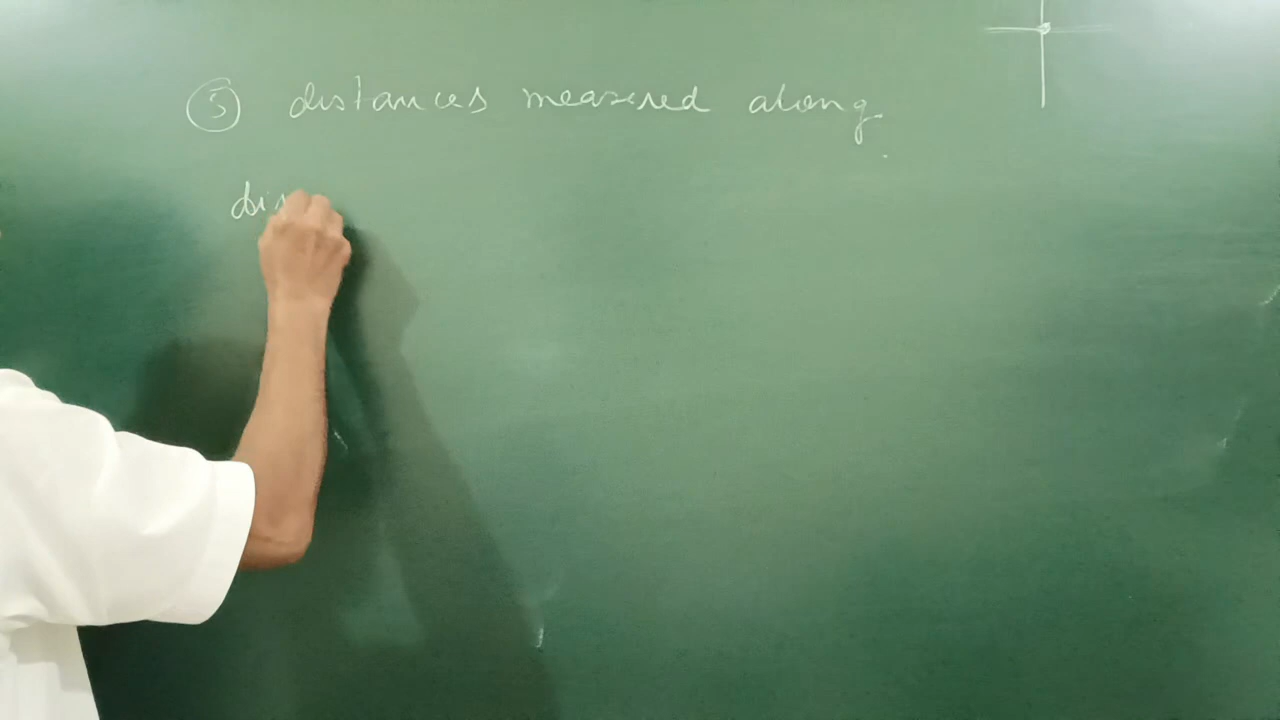 ⑤ distances measured along
dis